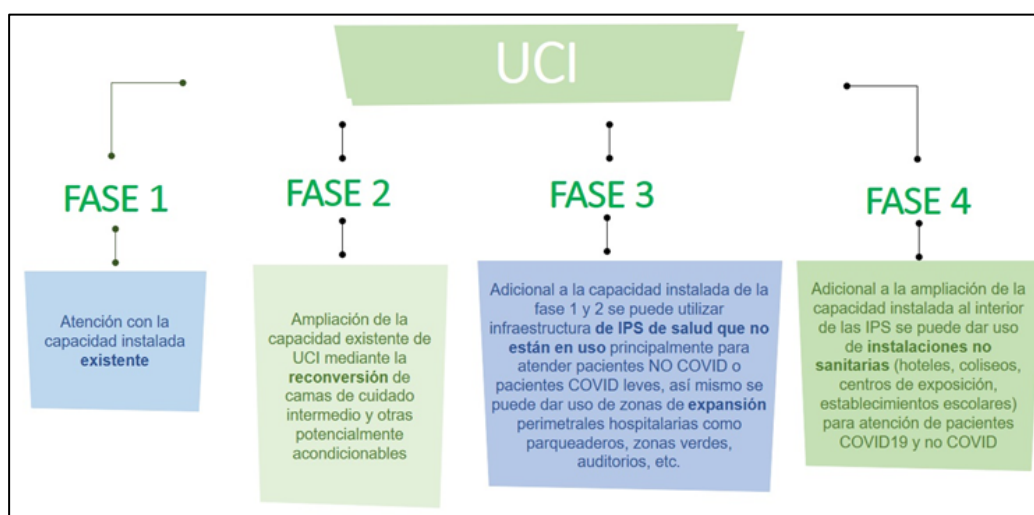 UCI
FASE 1
Atención con la
capacidad instalada
existente
FASE 2
Ampliación de la
capacidad existente de
UCI mediante la
reconversión de
camas de cuidado
intermedio y otras
potencialmente
acondicionables
FASE 3
Adicional a la capacidad instalada de la
fase 1 y 2 se puede utilizar
infraestructura de IPS de salud que no
están en uso principalmente para
atender pacientes NO COVID o
pacientes COVID leves, así mismo se
puede dar uso de zonas de expansión
perimetrales hospitalarias como
parqueaderos, zonas verdes,
auditorios, etc.
FASE 4
Adicional a la ampliación de la
capacidad instalada al interior
de las IPS se puede dar uso
de instalaciones no
sanitarias (hoteles, coliseos,
centros de exposición,
establecimientos escolares)
para atención de pacientes
COVID19 y no COVID